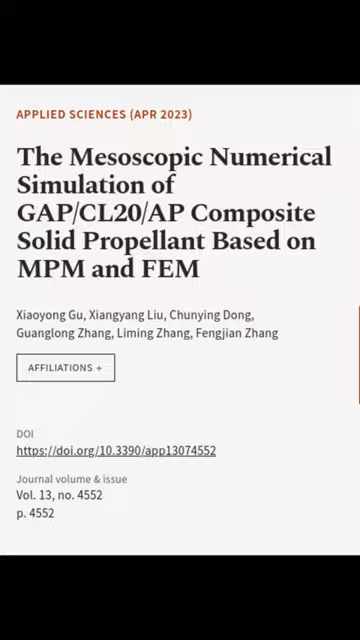 APPLIED SCIENCES (APR 2023)
The Mesoscopic Numerical
Simulation of
GAP/CL20/AP Composite
Solid Propellant Based on
MPM and FEM
Xiaoyong Gu, Xiangyang Liu, Chunying Dong,
Guanglong Zhang, Liming Zhang, Fengjian Zhang
AFFILIATIONS +
DOI
https://doi.org/10.3390/app13074552
Journal volume & issue
Vol. 13, no. 4552
p. 4552